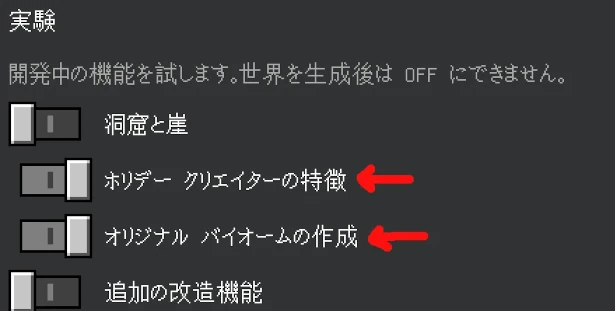 実験
開発中の機能を試します。世界を生成後は OFF にできません。
洞窟と崖
ホリデー クリエイターの特徴
オリジナル バイオームの作成
追加の改造機能